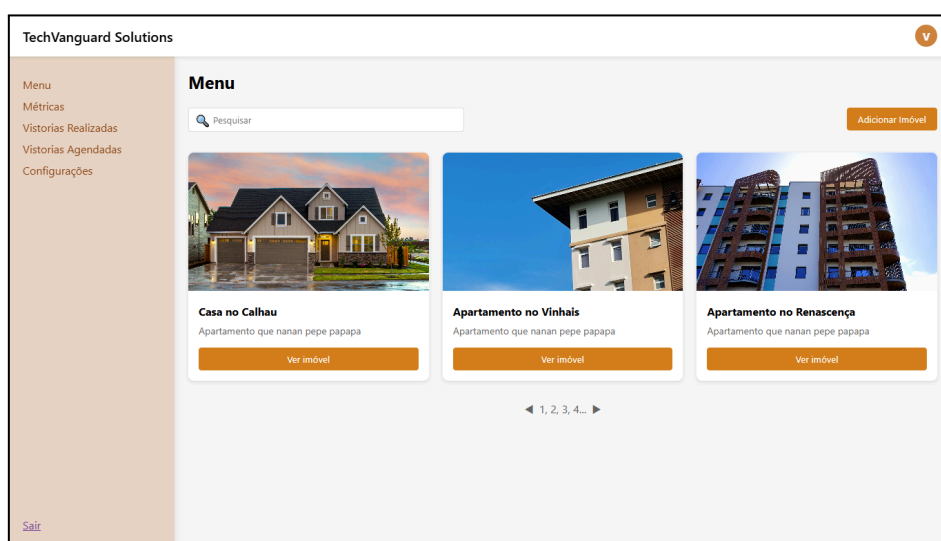 TechVanguard Solutions
V
Menu
Métricas
Vistorias Realizadas
Vistorias Agendadas
Configurações
Sair
Menu
Pesquisar
Adicionar Imóvel
Casa no Calhau
Apartamento que nanan pepe papapa
Ver imóvel
Apartamento no Vinhais
Apartamento que nanan pepe papapa
Ver imóvel
Apartamento no Renascença
Apartamento que nanan pepe papapa
Ver imóvel
◀ 1, 2, 3, 4... ▶